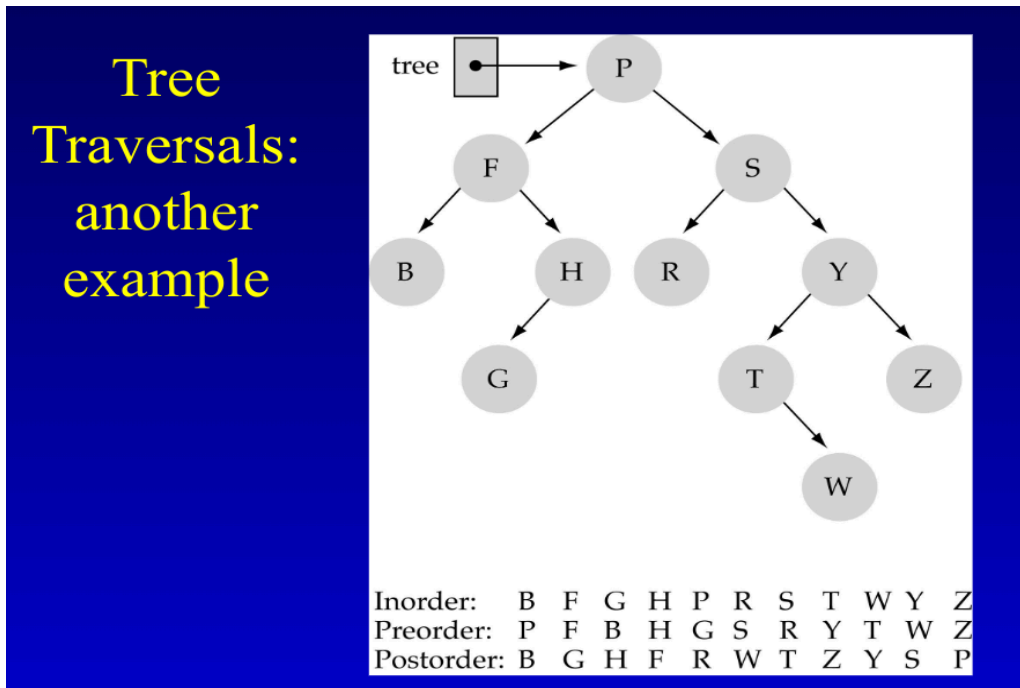 Tree
Traversals:
another
example
tree
P
F S
B H R Y
G T Z
W
Inorder: B F G H P R S T W Y Z
Preorder: P F B H G S R Y T W Z
Postorder: B G H F R W T Z Y S P